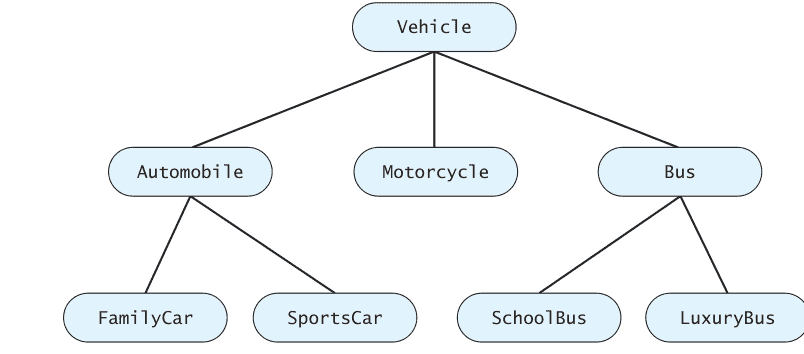 Vehicle
Automobile
Motorcycle
Bus
FamilyCar
SportsCar
SchoolBus
LuxuryBus